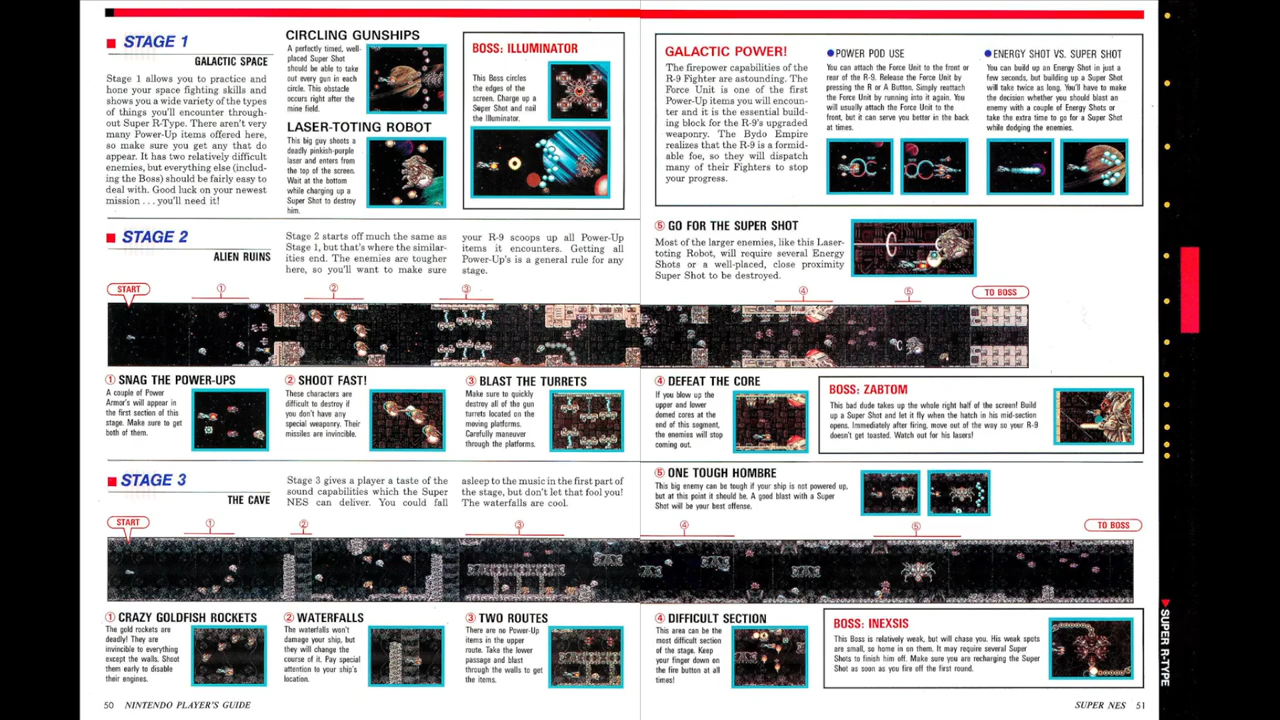 STAGE 1
GALACTIC SPACE
Stage 1 allows you to practice and
hone your space fighting skills and
shows you a wide variety of the types
of things you'll encounter through-
out Super R-Type. There aren't very
many Power-Up items offered here,
so make sure you get any that do
appear. It has two relatively difficult
enemies, but everything else (includ-
ing the Boss) should be fairly easy to
deal with. Good luck on your newest
mission . . . you'll need it!
CIRCLING GUNSHIPS
A perfectly timed, well-
placed Super Shot
should be able to take
out every gun in each
circle. This obstacle
occurs right after the
mine field.
LASER-TOTING ROBOT
This big guy shoots a
deadly pinkish-purple
laser and enters from
the top of the screen.
Wait at the bottom
while charging up a
Super Shot to destroy
him.
BOSS: ILLUMINATOR
This Boss circles
the edges of the
screen. Charge up a
Super Shot and nail
the Illuminator.
GALACTIC POWER!
The firepower capabilities of the
R-9 Fighter are astounding. The
Force Unit is one of the first
Power-Up items you will encoun-
ter and it is the essential build-
ing block for the R-9's upgraded
weaponry. The Bydo Empire
realizes that the R-9 is a formid-
able foe, so they will dispatch
many of their Fighters to stop
your progress.
POWER POD USE
You can attach the Force Unit to the front or
rear of the R-9. Release the Force Unit by
pressing the R or A Button. Simply reattach
the Force Unit by running into it again. You
will usually attach the Force Unit to the
front, but it can serve you better in the back
at times.
ENERGY SHOT VS. SUPER SHOT
You can build up an Energy Shot in just a
few seconds, but building up a Super Shot
will take twice as long. You'll have to make
the decision whether you should blast an
enemy with a couple of Energy Shots or
take the extra time to go for a Super Shot
while dodging the enemies.
STAGE 2
ALIEN RUINS
Stage 2 starts off much the same as
Stage 1, but that's where the similar-
ities end. The enemies are tougher
here, so you'll want to make sure
your R-9 scoops up all Power-Up
items it encounters. Getting all
Power-Up's is a general rule for any
stage.
⑤ GO FOR THE SUPER SHOT
Most of the larger enemies, like this Laser-
toting Robot, will require several Energy
Shots or a well-placed, close proximity
Super Shot to be destroyed.
START ① ② ③ ④ ⑤ TO BOSS
① SNAG THE POWER-UPS
A couple of Power
Armor's will appear in
the first section of this
stage. Make sure to get
both of them.
② SHOOT FAST!
These characters are
difficult to destroy if
you don't have any
special weaponry. Their
missiles are invincible.
③ BLAST THE TURRETS
Make sure to quickly
destroy all of the gun
turrets located on the
moving platforms.
Carefully maneuver
through the platforms.
④ DEFEAT THE CORE
If you blow up the
upper and lower
domed cores at the
end of this segment,
the enemies will stop
coming out.
BOSS: ZABTOM
This bad dude takes up the whole right half of the screen! Build
up a Super Shot and let it fly when the hatch in his mid-section
opens. Immediately after firing, move out of the way so your R-9
doesn't get toasted. Watch out for his lasers!
STAGE 3
THE CAVE
Stage 3 gives a player a taste of the
sound capabilities which the Super
NES can deliver. You could fall
asleep to the music in the first part of
the stage, but don't let that fool you!
The waterfalls are cool.
⑤ ONE TOUGH HOMBRE
This big enemy can be tough if your ship is not powered up,
but at this point it should be. A good blast with a Super
Shot will be your best offense.
START ① ② ③ ④ ⑤ TO BOSS
① CRAZY GOLDFISH ROCKETS
The gold rockets are
deadly! They are
invincible to everything
except the walls. Shoot
them early to disable
their engines.
② WATERFALLS
The waterfalls won't
damage your ship, but
they will change the
course of it. Pay special
attention to your ship's
location.
③ TWO ROUTES
There are no Power-Up
items in the upper
route. Take the lower
passage and blast
through the walls to get
the items.
④ DIFFICULT SECTION
This area can be the
most difficult section
of the stage. Keep
your finger down on
the fire button at all
times!
BOSS: INEXSIS
This Boss is relatively weak, but will chase you. His weak spots
are small, so home in on them. It may require several Super
Shots to finish him off. Make sure you are recharging the Super
Shot as soon as you fire off the first round.
▼SUPER R-TYPE
50 NINTENDO PLAYER'S GUIDE
SUPER NES 51